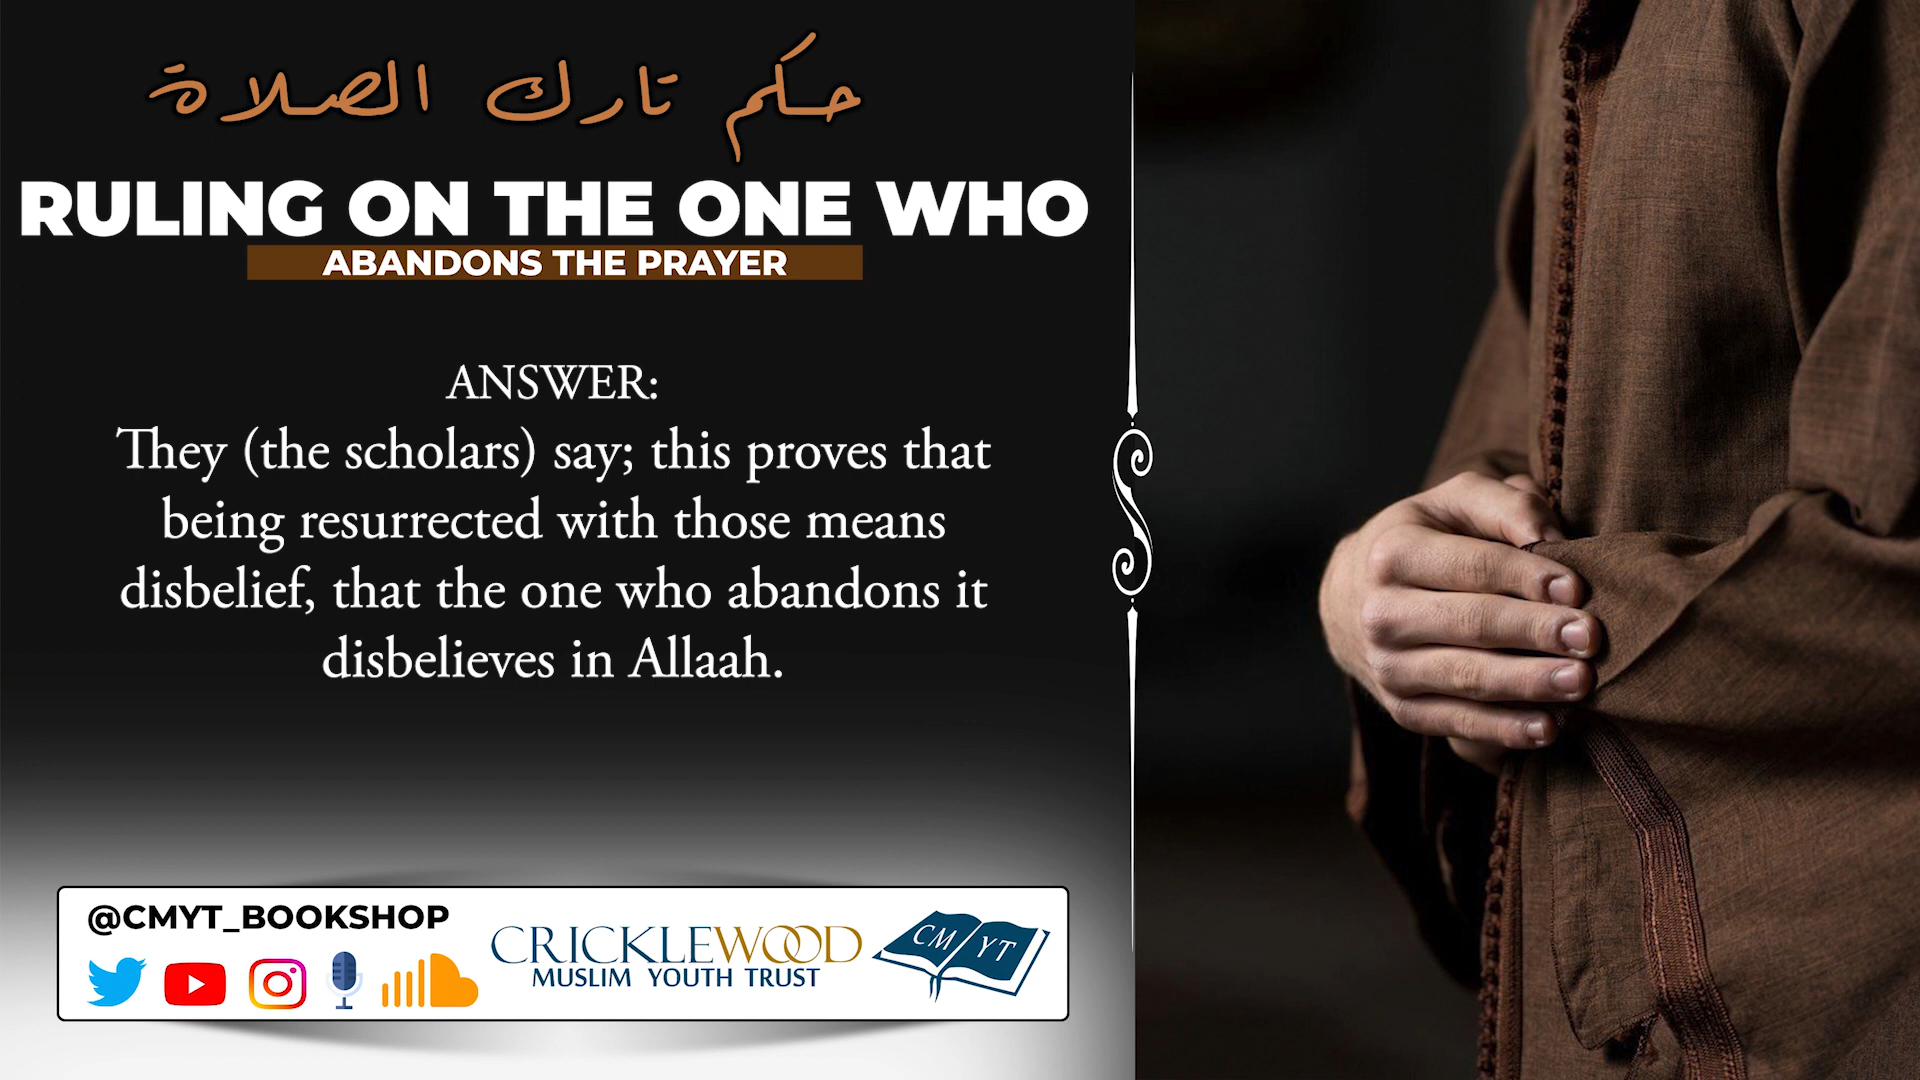 حكم تارك الصلاة
RULING ON THE ONE WHO
ABANDONS THE PRAYER
ANSWER:
They (the scholars) say; this proves that
being resurrected with those means
disbelief, that the one who abandons it
disbelieves in Allaah.
@CMYT_BOOKSHOP
CRICKLEWOOD
MUSLIM YOUTH TRUST
CM YT